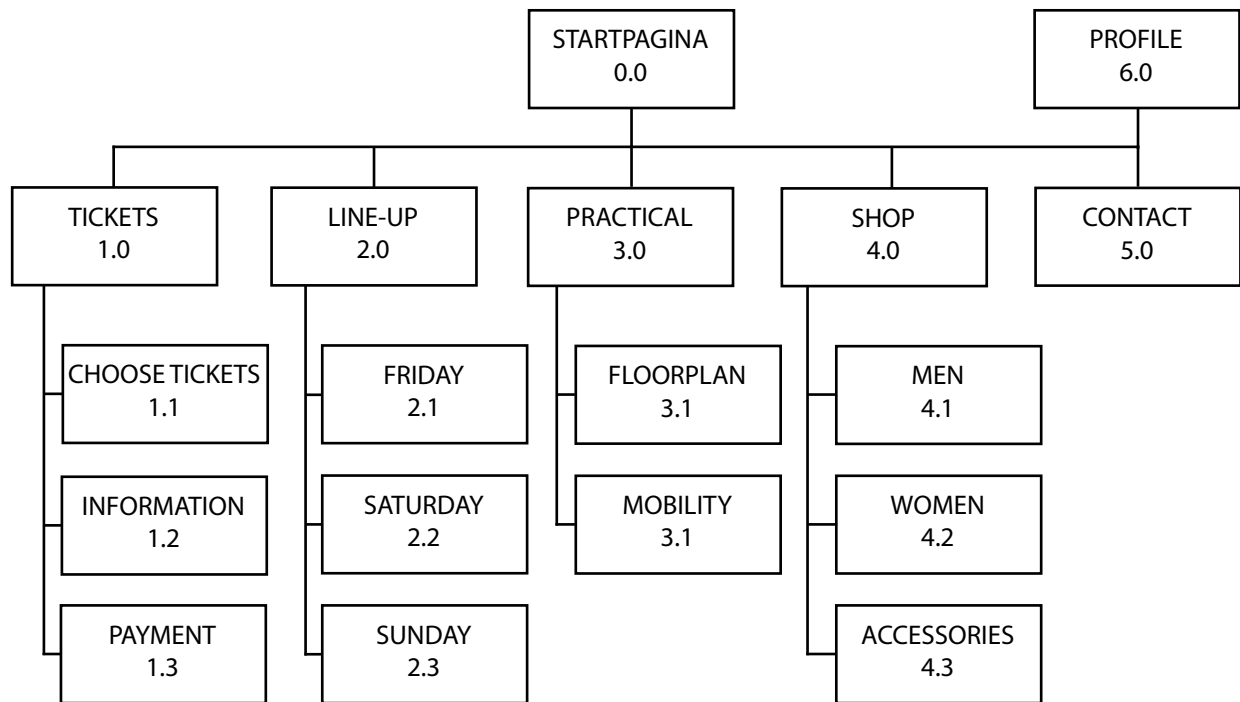 STARTPAGINA
0.0
PROFILE
6.0
TICKETS
1.0
LINE-UP
2.0
PRACTICAL
3.0
SHOP
4.0
CONTACT
5.0
CHOOSE TICKETS
1.1
FRIDAY
2.1
FLOORPLAN
3.1
MEN
4.1
INFORMATION
1.2
SATURDAY
2.2
MOBILITY
3.1
WOMEN
4.2
PAYMENT
1.3
SUNDAY
2.3
ACCESSORIES
4.3